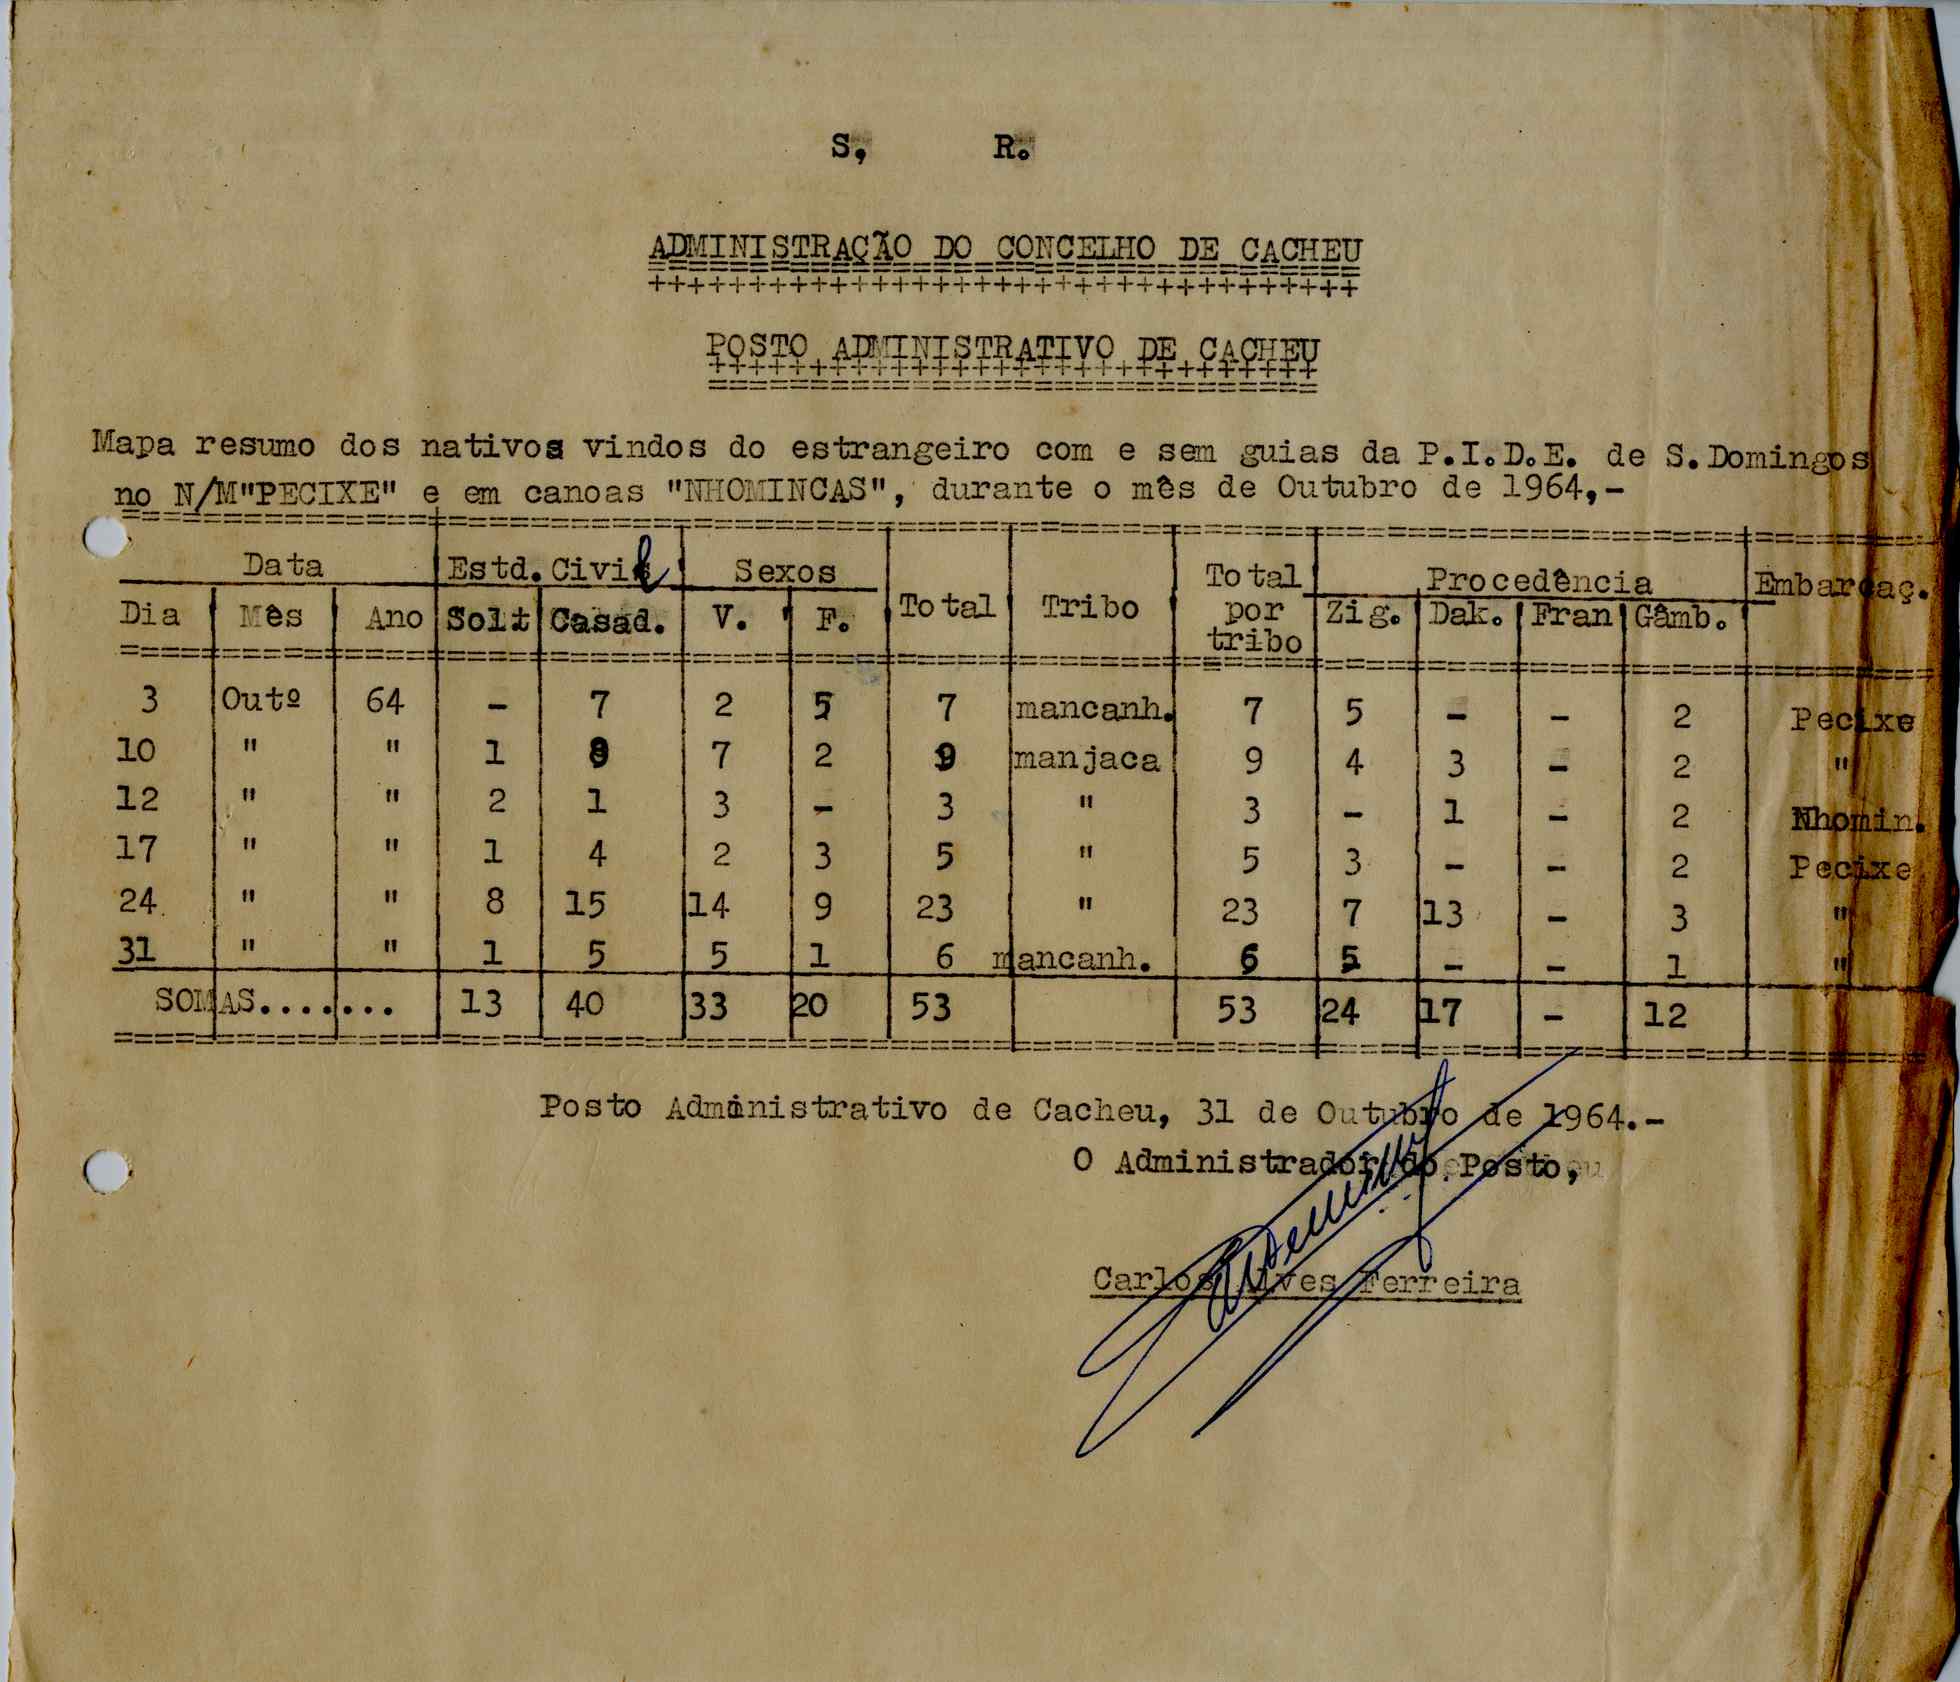 S, R.
ADMINISTRAÇÃO DO CONCELHO DE CACHEU
++++++++++++++++++++++++++++++++++
POSTO ADMINISTRATIVO DE CACHEU
++++++++++++++++++++++++++++++
==============================
Mapa resumo dos nativos vindos do estrangeiro com e sem guias da P.I.D.E. de S.Domingos
no N/M"PECIXE" e em canoas "NHOMINCAS", durante o mês de Outubro de 1964,-
Data Estd. Civil Sexos Total Tribo Total por tribo Procedência Embarcaç.
Dia Mês Ano Solt Casad. V. F. Zig. Dak. Fran Gâmb.
3 Outº 64 - 7 2 5 7 mancanh. 7 5 - - 2 Pecixe
10 " " 1 8 7 2 9 manjaca 9 4 3 - 2 "
12 " " 2 1 3 - 3 " 3 - 1 - 2 Nhomin.
17 " " 1 4 2 3 5 " 5 3 - - 2 Pecixe
24 " " 8 15 14 9 23 " 23 7 13 - 3 "
31 " " 1 5 5 1 6 mancanh. 6 5 - - 1 "
SOMAS....... 13 40 33 20 53 53 24 17 - 12
Posto Administrativo de Cacheu, 31 de Outubro de 1964.-
O Administrador do Posto,
Carlos Alves Ferreira